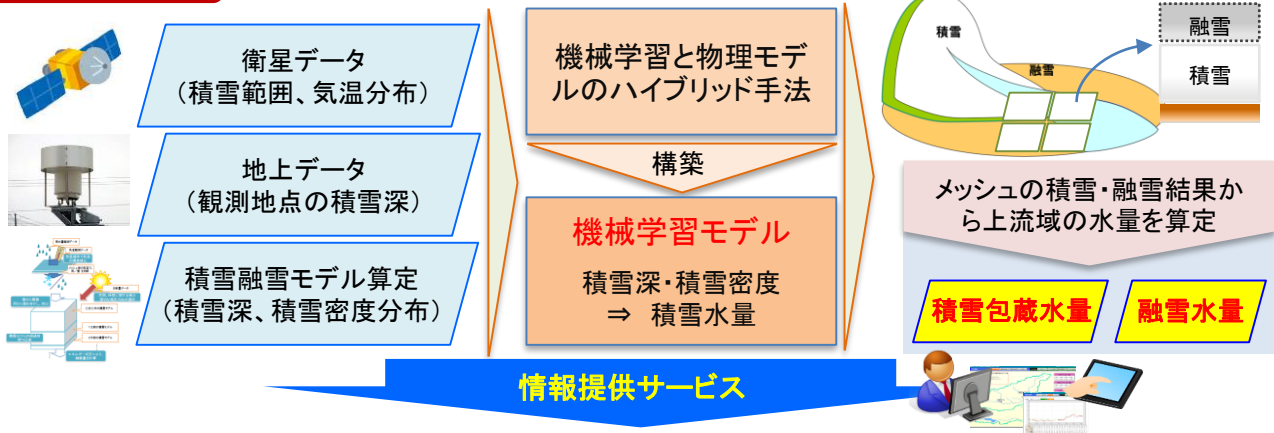 衛星データ
（積雪範囲、気温分布）
地上データ
（観測地点の積雪深）
積雪融雪モデル算定
（積雪深、積雪密度分布）
機械学習と物理モデ
ルのハイブリッド手法
構築
機械学習モデル
積雪深・積雪密度
⇒ 積雪水量
積雪
融雪
融雪
積雪
メッシュの積雪・融雪結果か
ら上流域の水量を算定
積雪包蔵水量
融雪水量
情報提供サービス